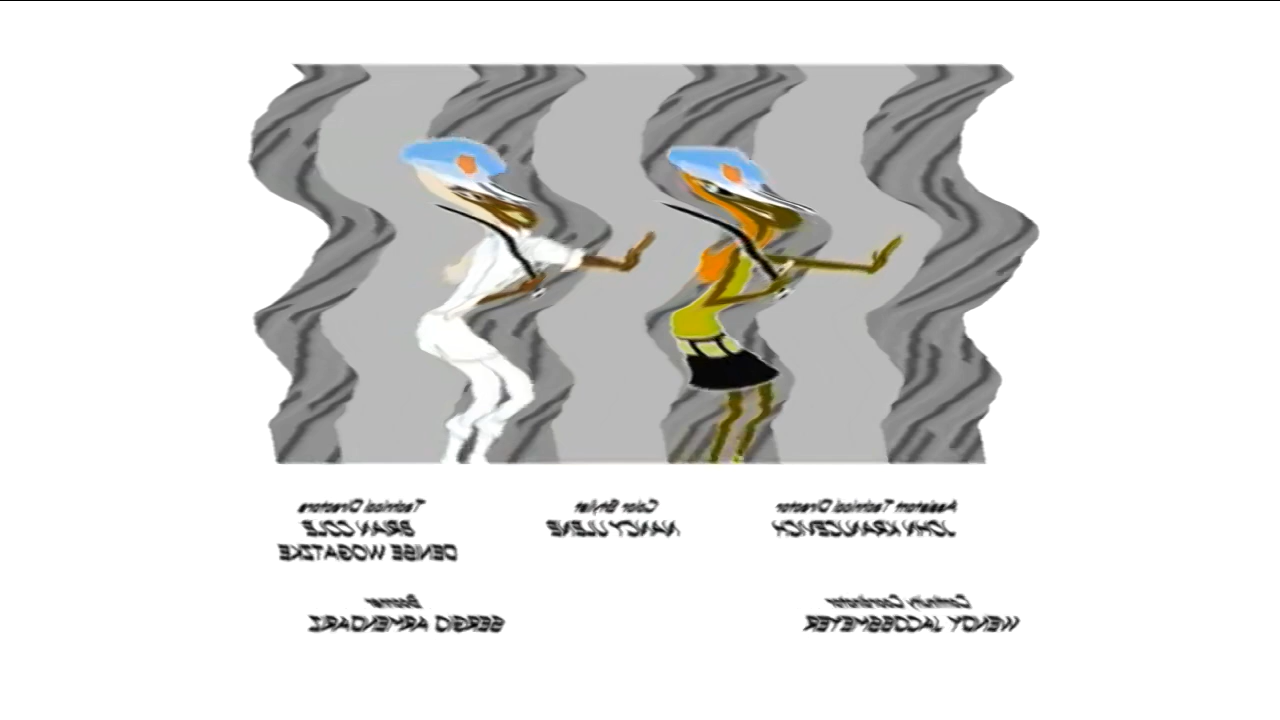 Assistant Technical Director
JOHN
Color Stylist
NANCY ULENE
Technical Directors
BRIAN COLE
DENISE WOGATZKE
Continuity Coordinator
WENDY JACOBSMEYER
SERGIO ARMENDARIZ